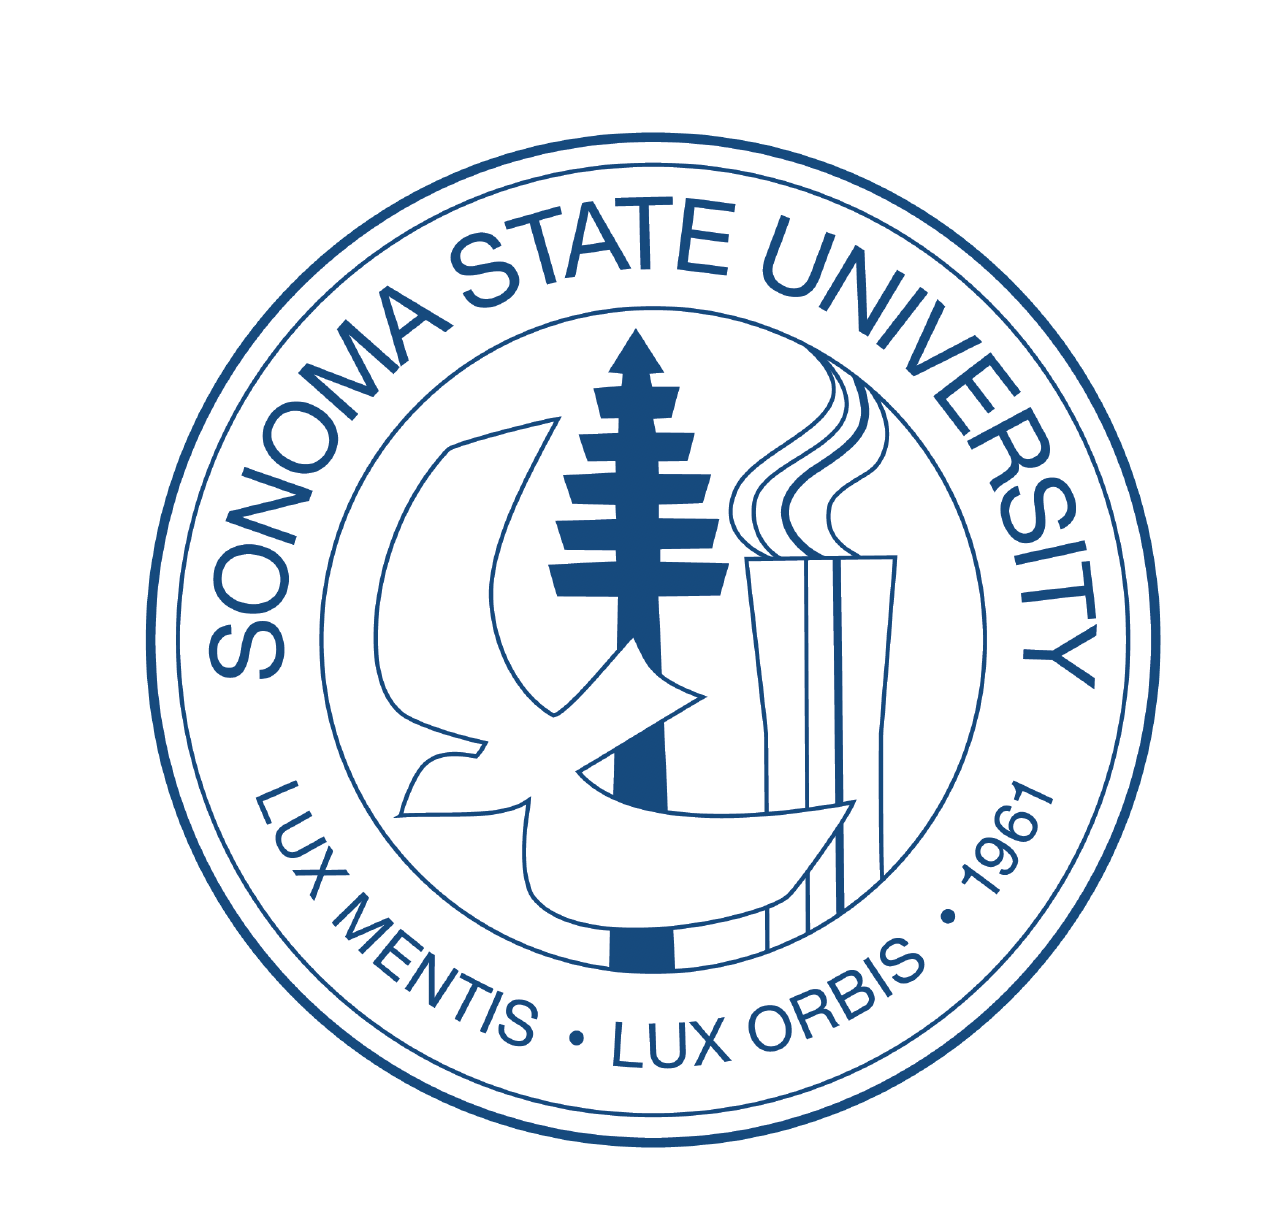 SONOMA STATE UNIVERSITY
LUX MENTIS • LUX ORBIS • 1961